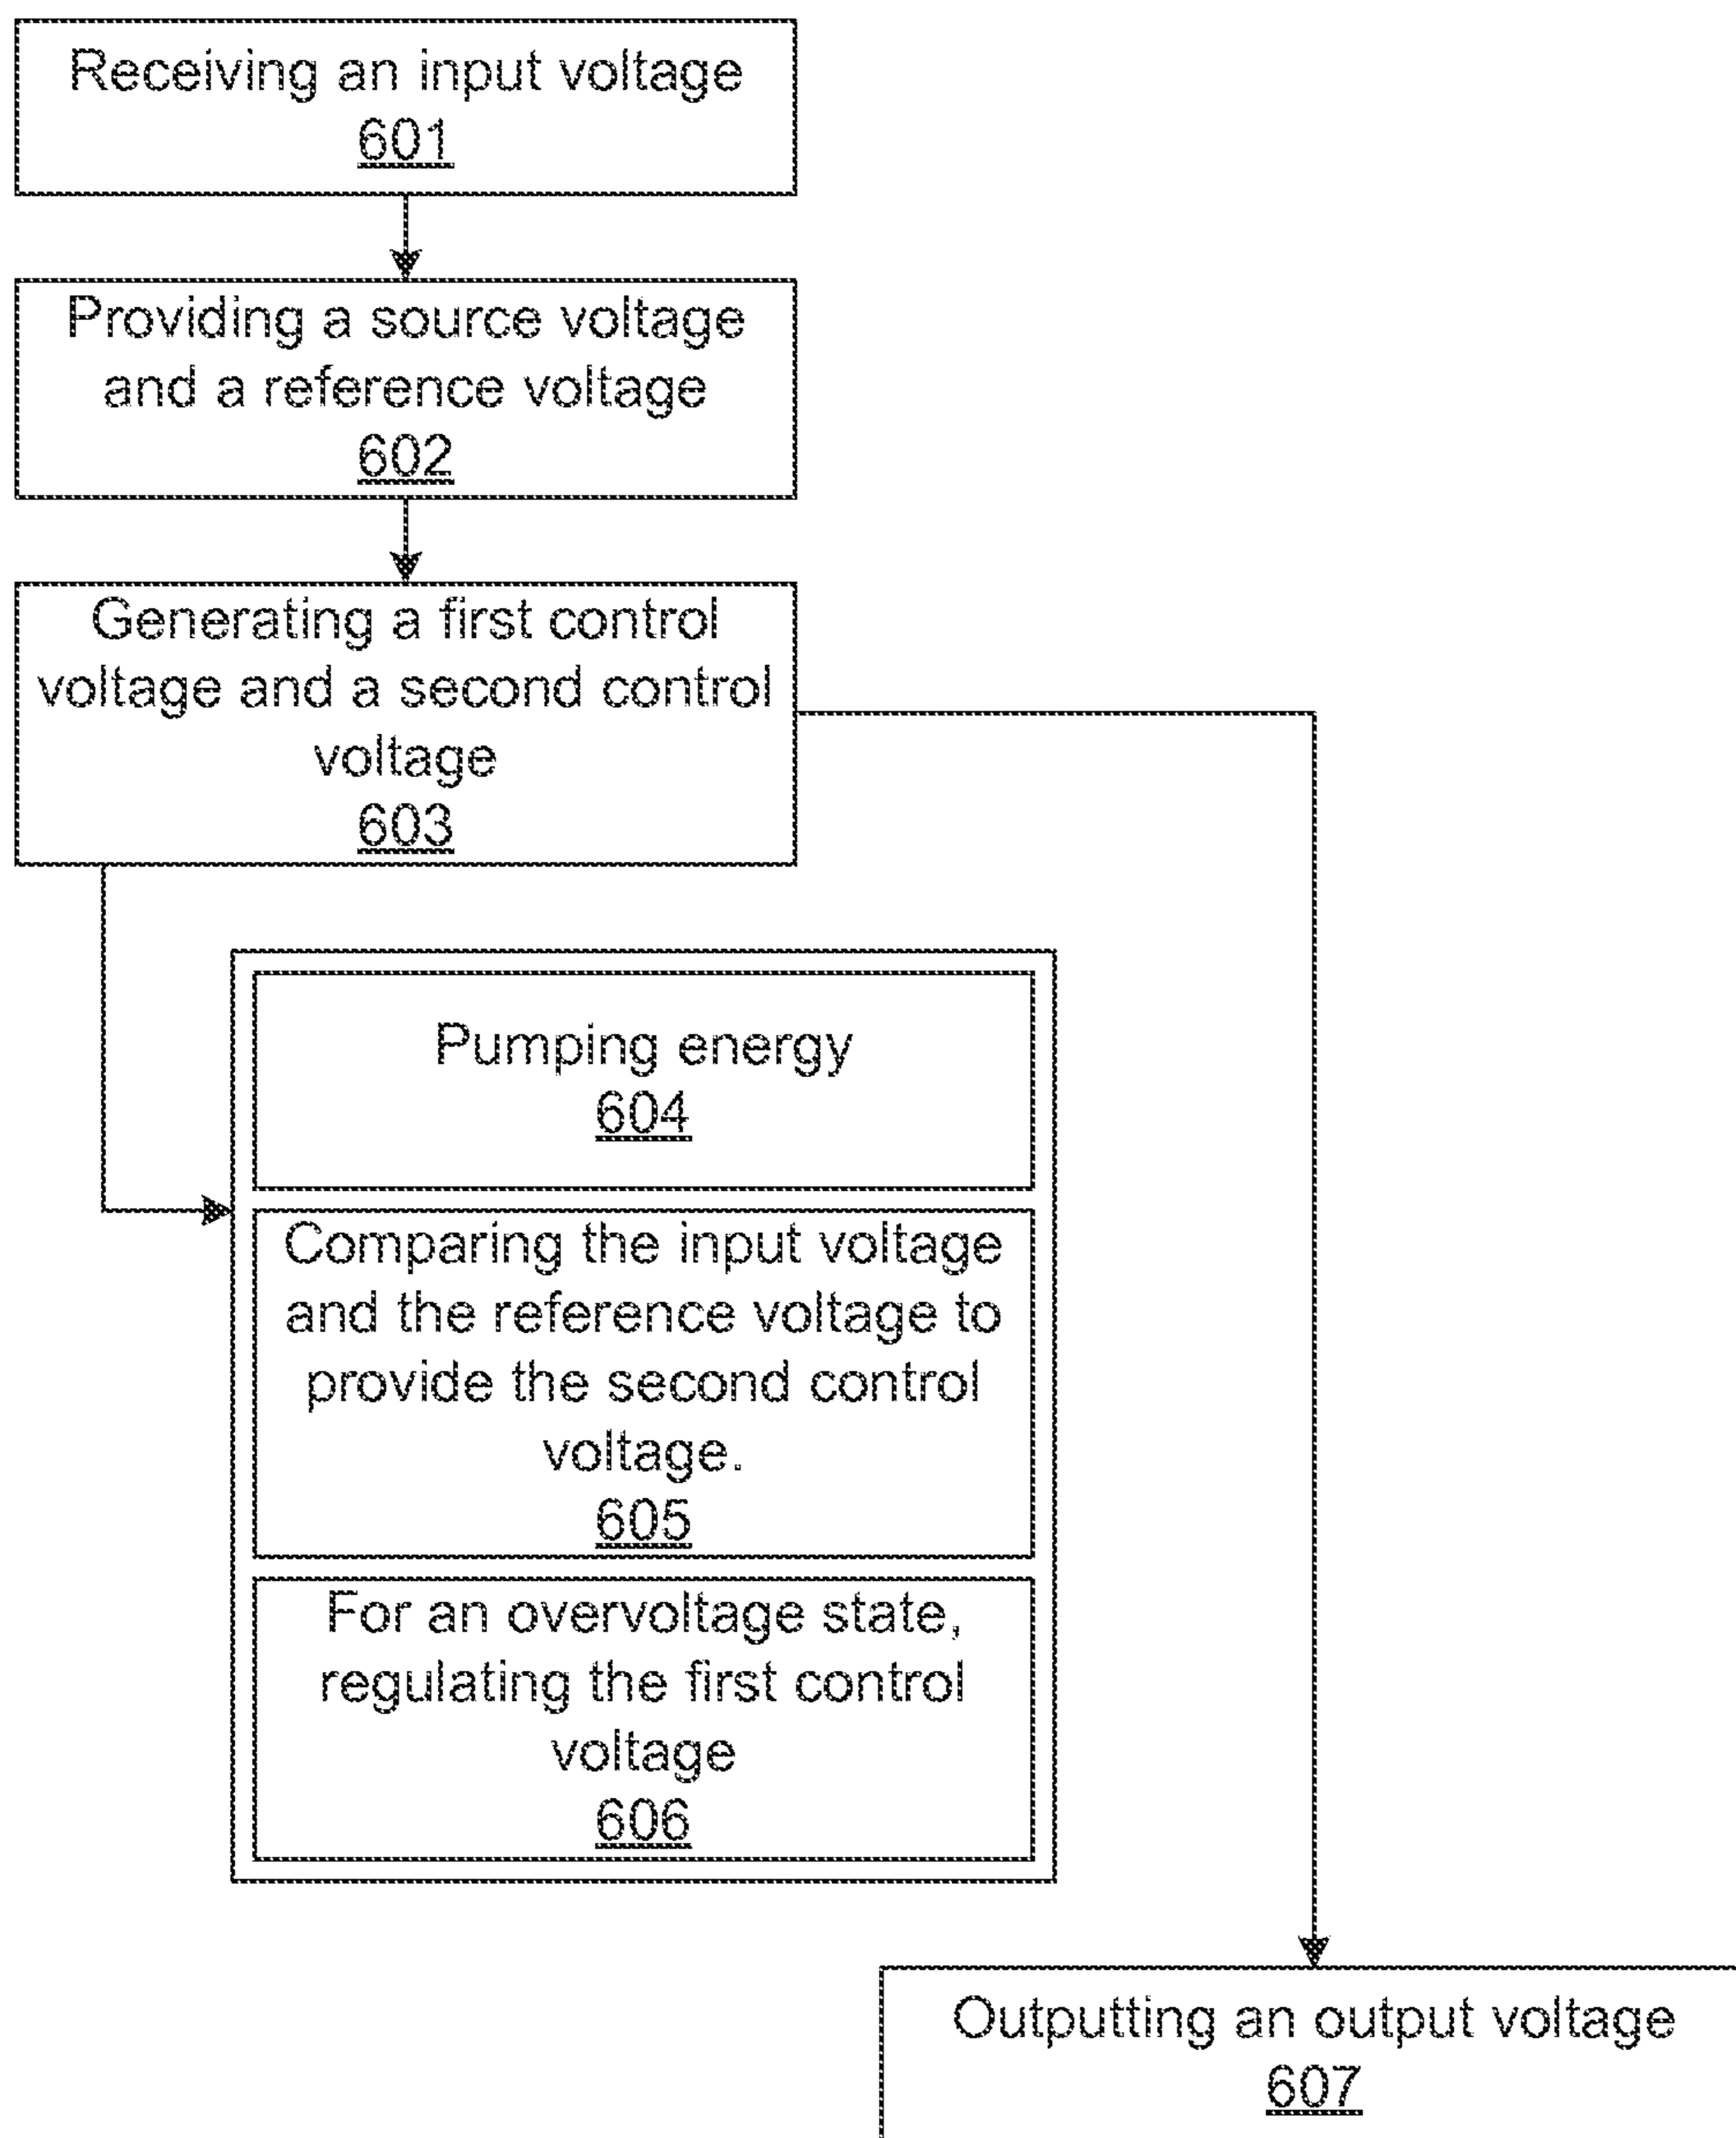 Receiving an input voltage
601
Providing a source voltage
and a reference voltage
602
Generating a first control
voltage and a second control
voltage
603
Pumping energy
604
Comparing the input voltage
and the reference voltage to
provide the second control
voltage.
605
For an overvoltage state,
regulating the first control
voltage
606
Outputting an output voltage
607